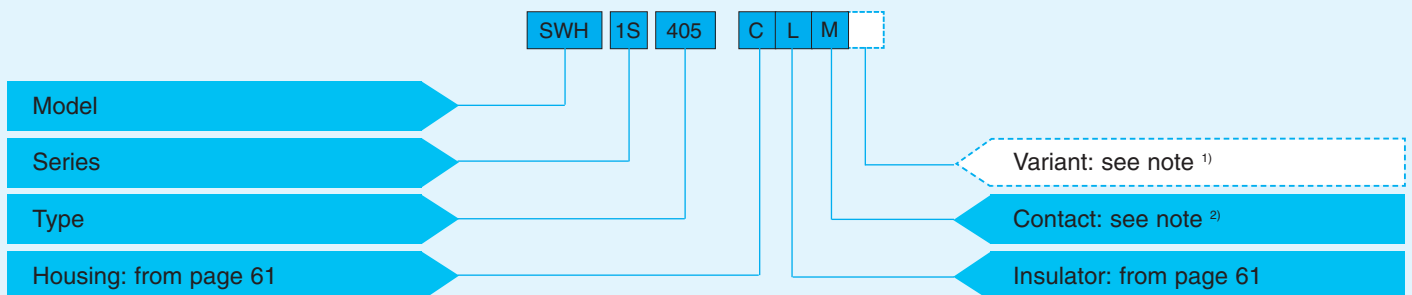 SWH 1S 405 C L M
Model
Series
Variant: see note 1)
Type
Contact: see note 2)
Housing: from page 61
Insulator: from page 61